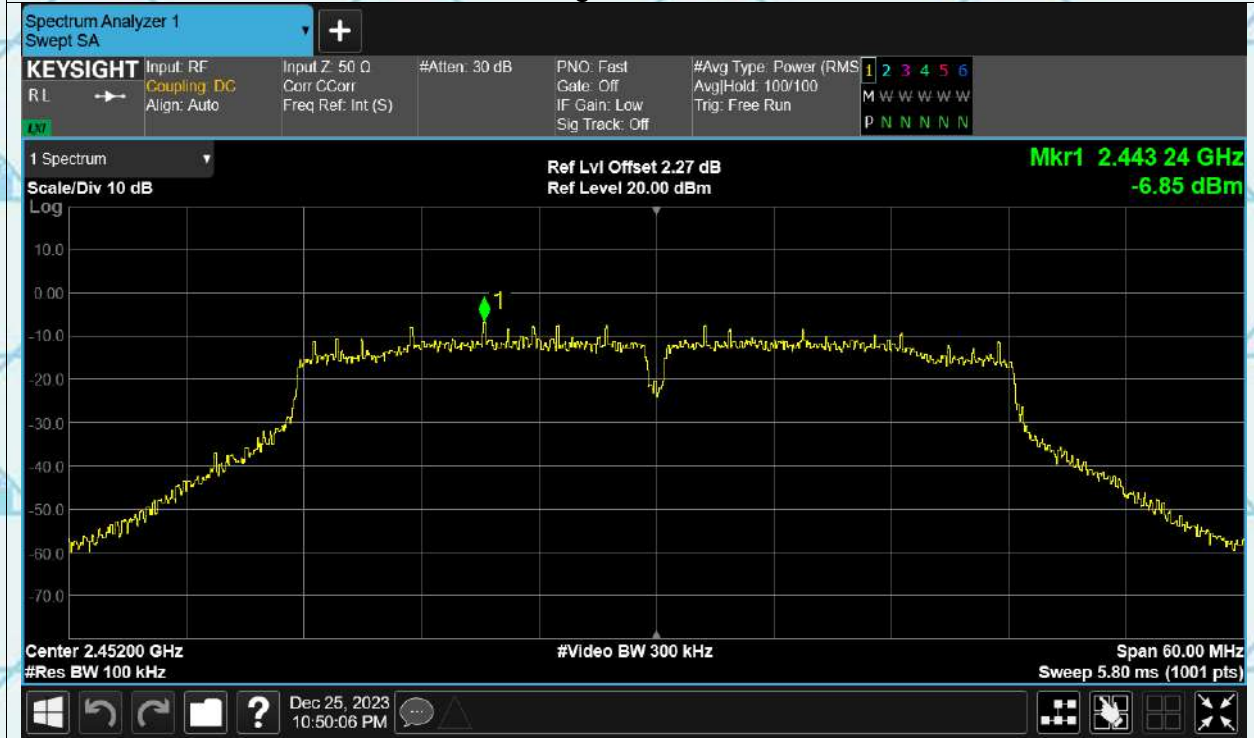 Spectrum Analyzer 1
Swept SA
+
KEYSIGHT
RL
LXI
Input: RF
Coupling: DC
Align: Auto
Input Z: 50 Ω
Corr CCorr
Freq Ref: Int (S)
#Atten: 30 dB
PNO: Fast
Gate: Off
IF Gain: Low
Sig Track: Off
#Avg Type: Power (RMS
Avg|Hold: 100/100
Trig: Free Run
1 2 3 4 5 6
M W W W W W
P N N N N N
1 Spectrum
Scale/Div 10 dB
Log
Ref Lvl Offset 2.27 dB
Ref Level 20.00 dBm
Mkr1 2.443 24 GHz
-6.85 dBm
10.0
0.00
-10.0
-20.0
-30.0
-40.0
-50.0
-60.0
-70.0
1
Center 2.45200 GHz
#Res BW 100 kHz
#Video BW 300 kHz
Span 60.00 MHz
Sweep 5.80 ms (1001 pts)
?
Dec 25, 2023
10:50:06 PM